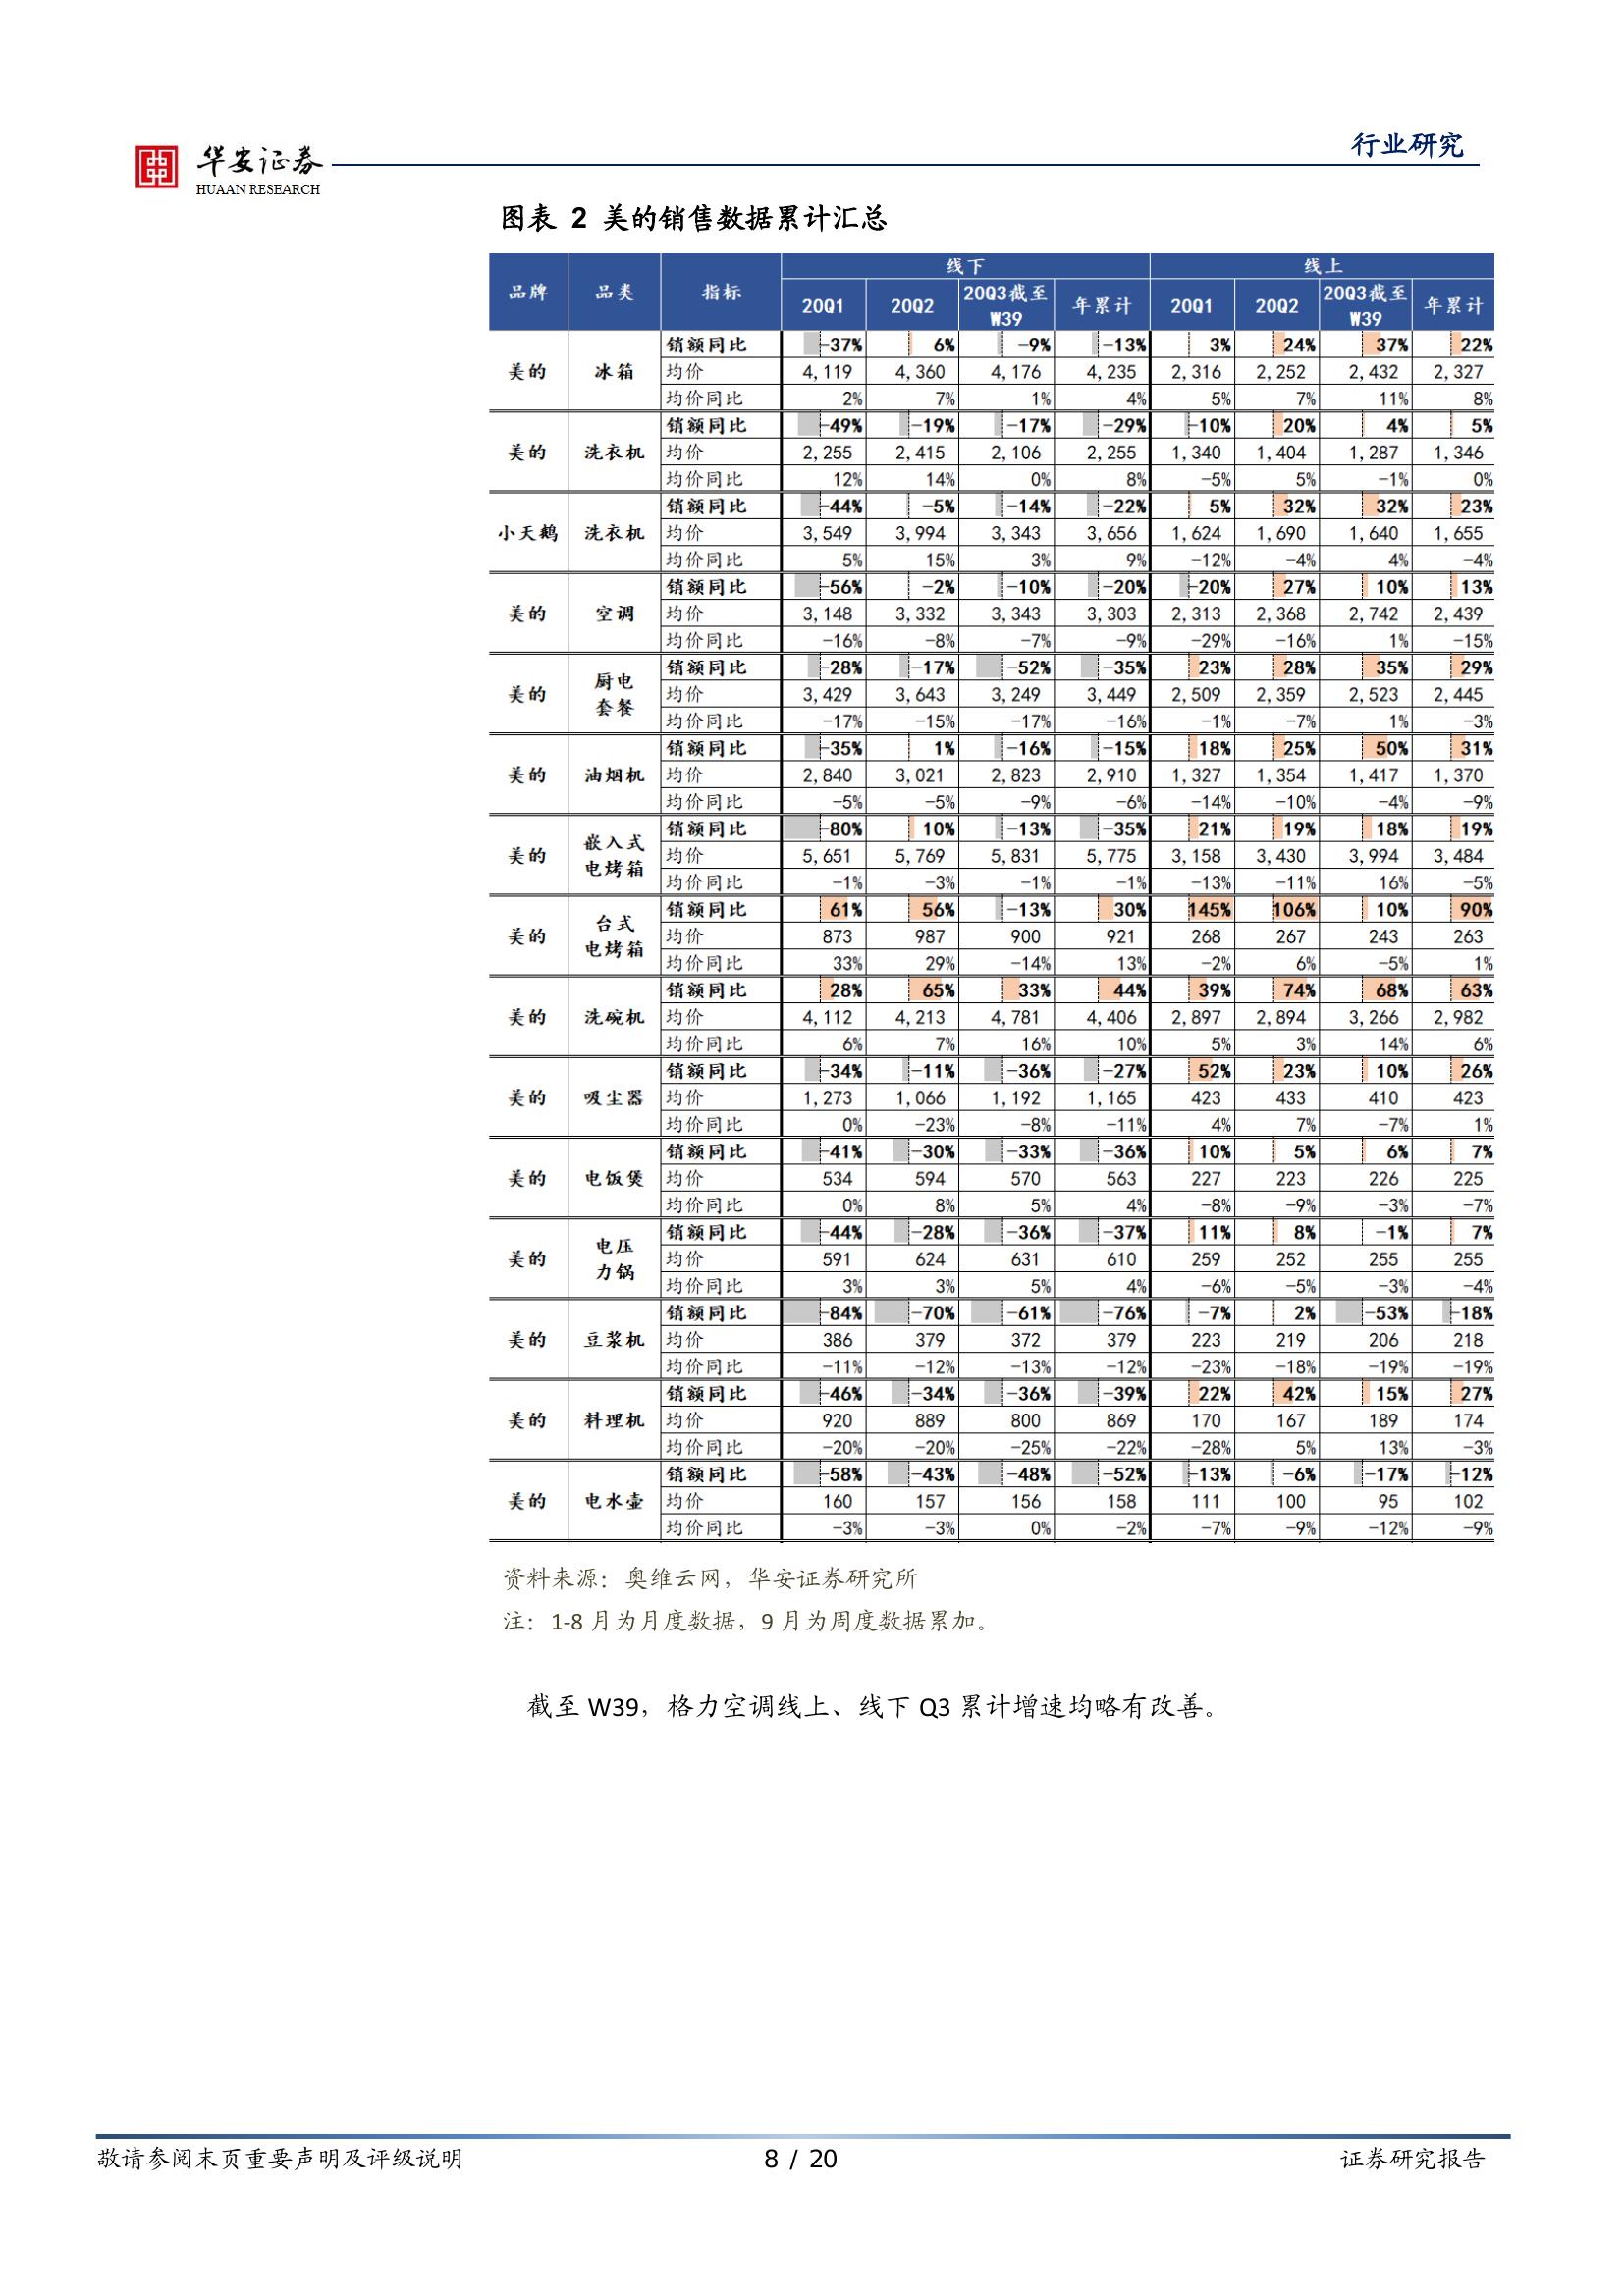 华安证券
HUAAN RESEARCH
行业研究
图表 2 美的销售数据累计汇总
品牌 品类 指标 线下 线上
20Q1 20Q2 20Q3截至W39 年累计 20Q1 20Q2 20Q3截至W39 年累计
美的 冰箱 销额同比 -37% 6% -9% -13% 3% 24% 37% 22%
均价 4,119 4,360 4,176 4,235 2,316 2,252 2,432 2,327
均价同比 2% 7% 1% 4% 5% 7% 11% 8%
美的 洗衣机 销额同比 -49% -19% -17% -29% -10% 20% 4% 5%
均价 2,255 2,415 2,106 2,255 1,340 1,404 1,287 1,346
均价同比 12% 14% 0% 8% -5% 5% -1% 0%
小天鹅 洗衣机 销额同比 -44% -5% -14% -22% 5% 32% 32% 23%
均价 3,549 3,994 3,343 3,656 1,624 1,690 1,640 1,655
均价同比 5% 15% 3% 9% -12% -4% 4% -4%
美的 空调 销额同比 -56% -2% -10% -20% -20% 27% 10% 13%
均价 3,148 3,332 3,343 3,303 2,313 2,368 2,742 2,439
均价同比 -16% -8% -7% -9% -29% -16% 1% -15%
美的 厨电套餐 销额同比 -28% -17% -52% -35% 23% 28% 35% 29%
均价 3,429 3,643 3,249 3,449 2,509 2,359 2,523 2,445
均价同比 -17% -15% -17% -16% -1% -7% 1% -3%
美的 油烟机 销额同比 -35% 1% -16% -15% 18% 25% 50% 31%
均价 2,840 3,021 2,823 2,910 1,327 1,354 1,417 1,370
均价同比 -5% -5% -9% -6% -14% -10% -4% -9%
美的 嵌入式电烤箱 销额同比 -80% 10% -13% -35% 21% 19% 18% 19%
均价 5,651 5,769 5,831 5,775 3,158 3,430 3,994 3,484
均价同比 -1% -3% -1% -1% -13% -11% 16% -5%
美的 台式电烤箱 销额同比 61% 56% -13% 30% 145% 106% 10% 90%
均价 873 987 900 921 268 267 243 263
均价同比 33% 29% -14% 13% -2% 6% -5% 1%
美的 洗碗机 销额同比 28% 65% 33% 44% 39% 74% 68% 63%
均价 4,112 4,213 4,781 4,406 2,897 2,894 3,266 2,982
均价同比 6% 7% 16% 10% 5% 3% 14% 6%
美的 吸尘器 销额同比 -34% -11% -36% -27% 52% 23% 10% 26%
均价 1,273 1,066 1,192 1,165 423 433 410 423
均价同比 0% -23% -8% -11% 4% 7% -7% 1%
美的 电饭煲 销额同比 -41% -30% -33% -36% 10% 5% 6% 7%
均价 534 594 570 563 227 223 226 225
均价同比 0% 8% 5% 4% -8% -9% -3% -7%
美的 电压力锅 销额同比 -44% -28% -36% -37% 11% 8% -1% 7%
均价 591 624 631 610 259 252 255 255
均价同比 3% 3% 5% 4% -6% -5% -3% -4%
美的 豆浆机 销额同比 -84% -70% -61% -76% -7% 2% -53% -18%
均价 386 379 372 379 223 219 206 218
均价同比 -11% -12% -13% -12% -23% -18% -19% -19%
美的 料理机 销额同比 -46% -34% -36% -39% 22% 42% 15% 27%
均价 920 889 800 869 170 167 189 174
均价同比 -20% -20% -25% -22% -28% 5% 13% -3%
美的 电水壶 销额同比 -58% -43% -48% -52% -13% -6% -17% -12%
均价 160 157 156 158 111 100 95 102
均价同比 -3% -3% 0% -2% -7% -9% -12% -9%
资料来源：奥维云网，华安证券研究所
注：1-8 月为月度数据，9 月为周度数据累加。
截至 W39，格力空调线上、线下 Q3 累计增速均略有改善。
敬请参阅末页重要声明及评级说明 8 / 20 证券研究报告